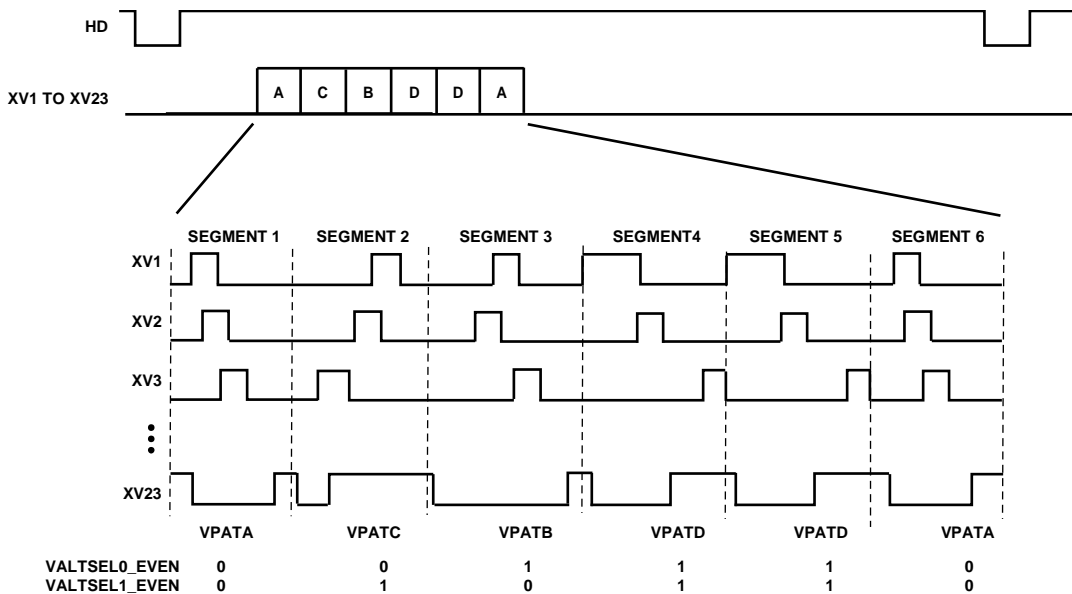 HD
XV1 TO XV23
A C B D D A
SEGMENT 1 SEGMENT 2 SEGMENT 3 SEGMENT4 SEGMENT 5 SEGMENT 6
XV1
XV2
XV3
XV23
VPATA VPATC VPATB VPATD VPATD VPATA
VALTSEL0_EVEN 0 0 1 1 1 0
VALTSEL1_EVEN 0 1 0 1 1 0